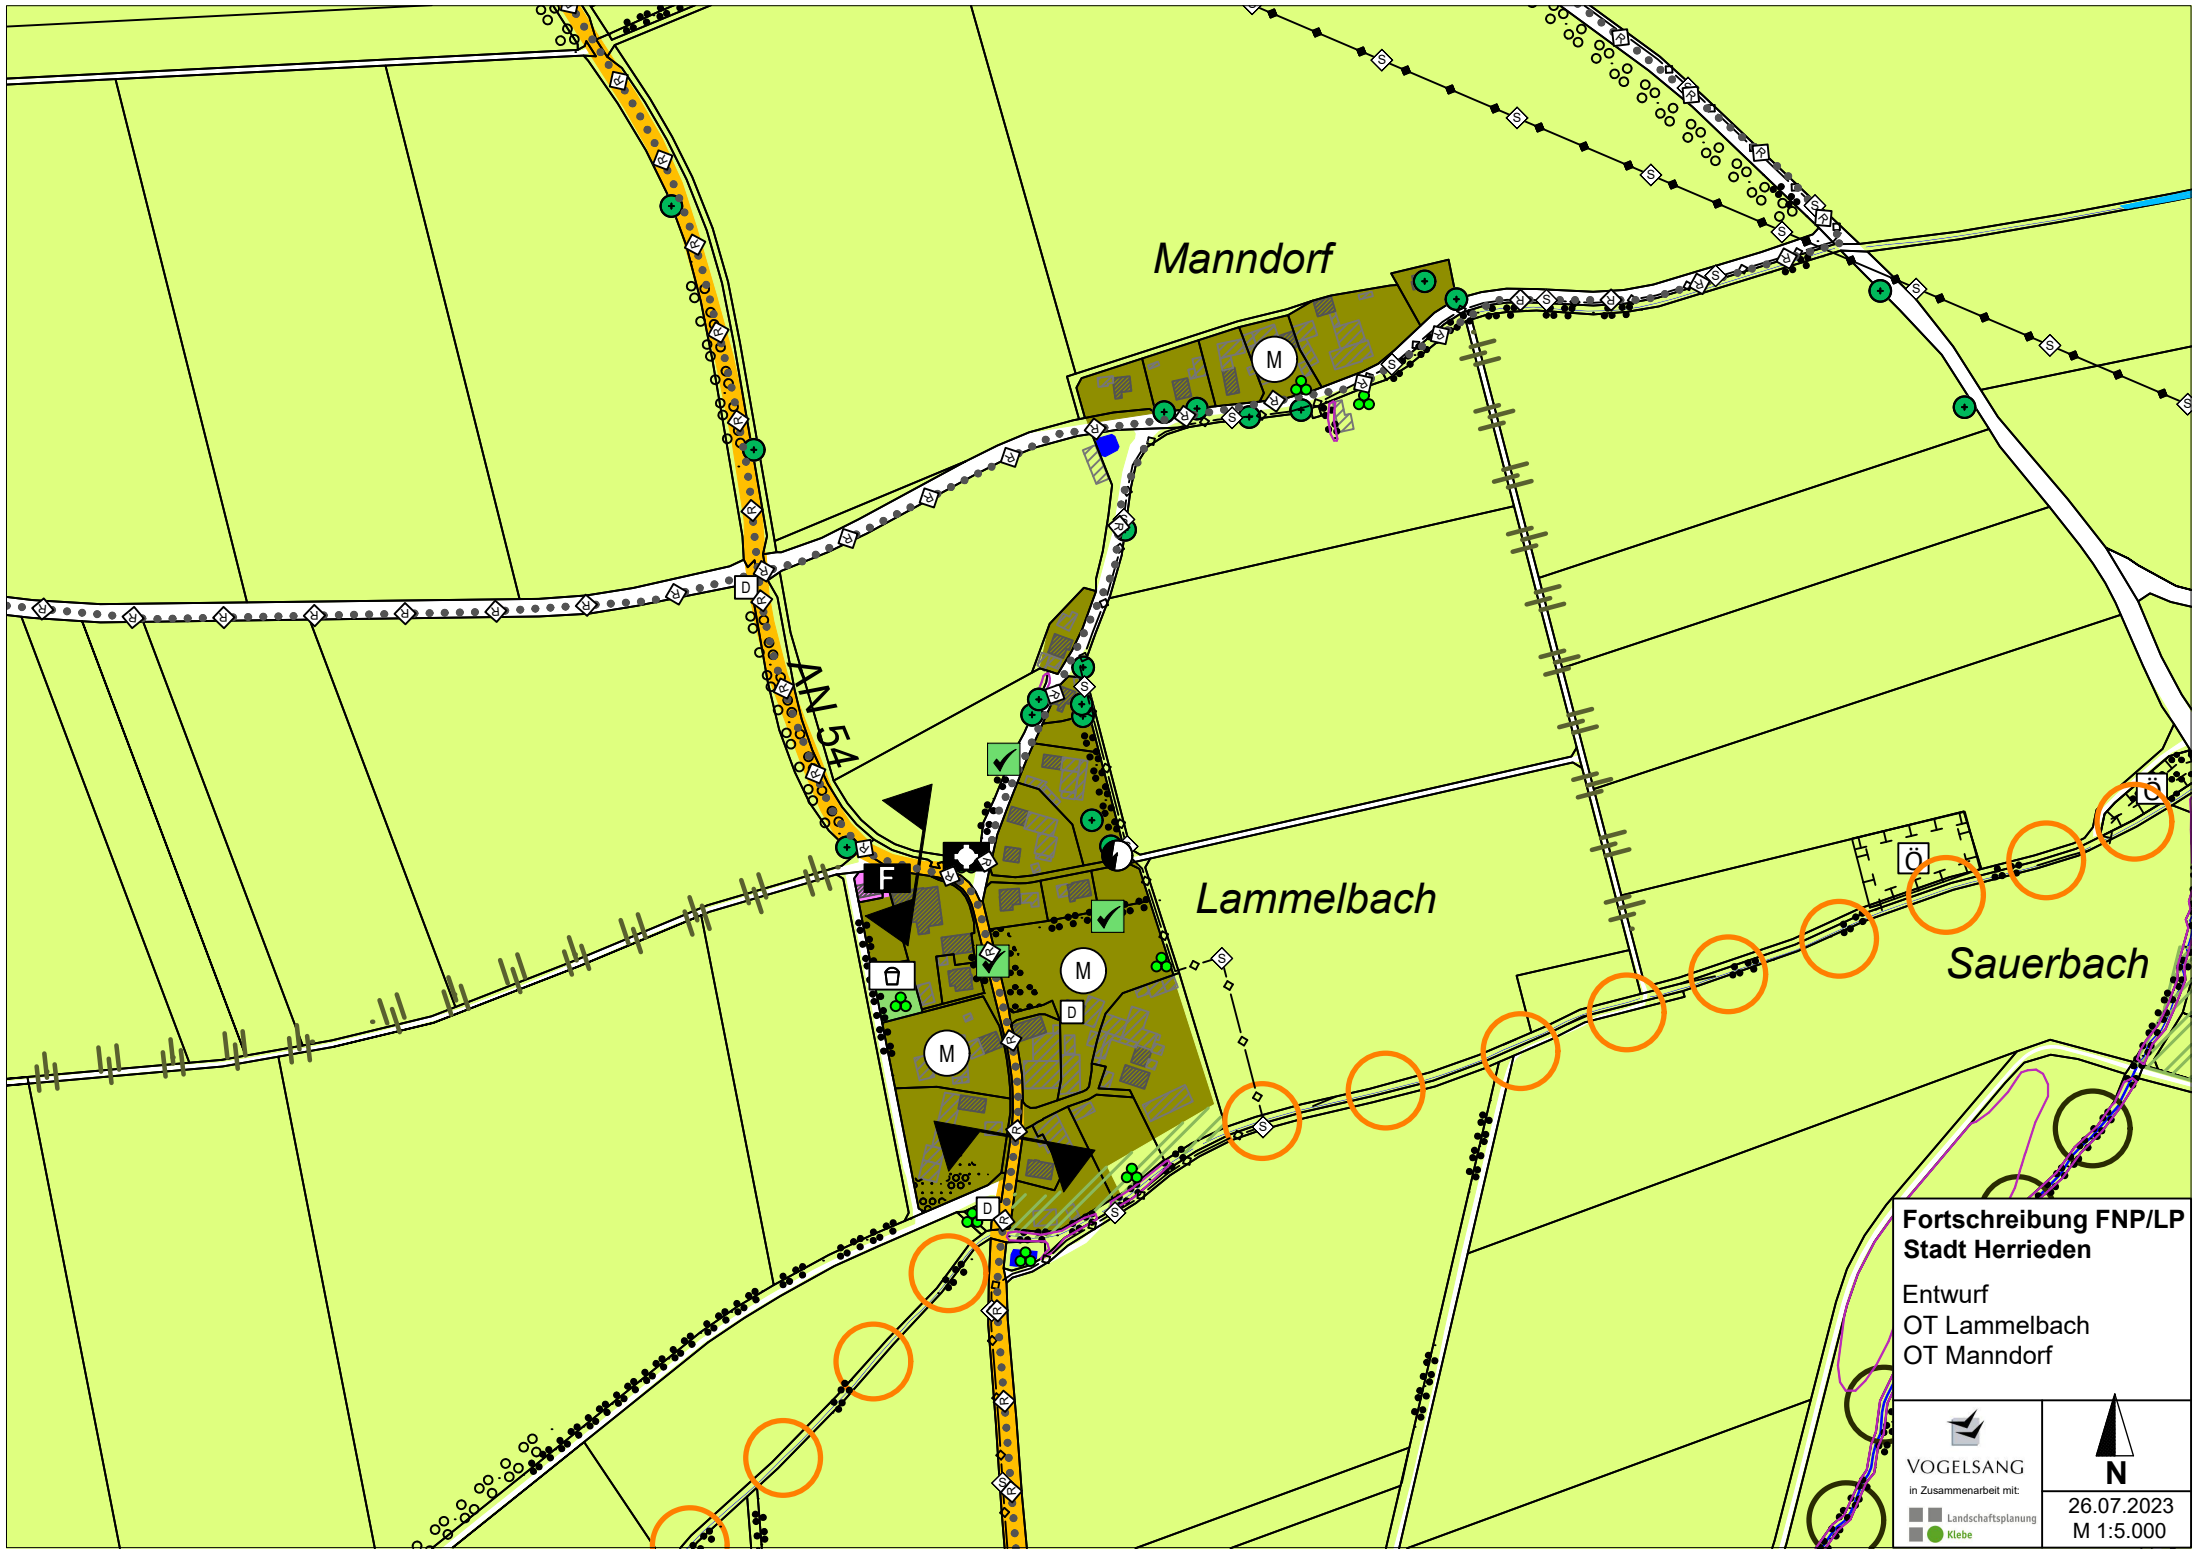 Manndorf
M
D
AN 54
F
Lammelbach
Ö
Ö
M
Sauerbach
D
M
D
Fortschreibung FNP/LP
Stadt Herrieden
Entwurf
OT Lammelbach
OT Manndorf
VOGELSANG
in Zusammenarbeit mit:
Landschaftsplanung
Klebe
N
26.07.2023
M 1:5.000